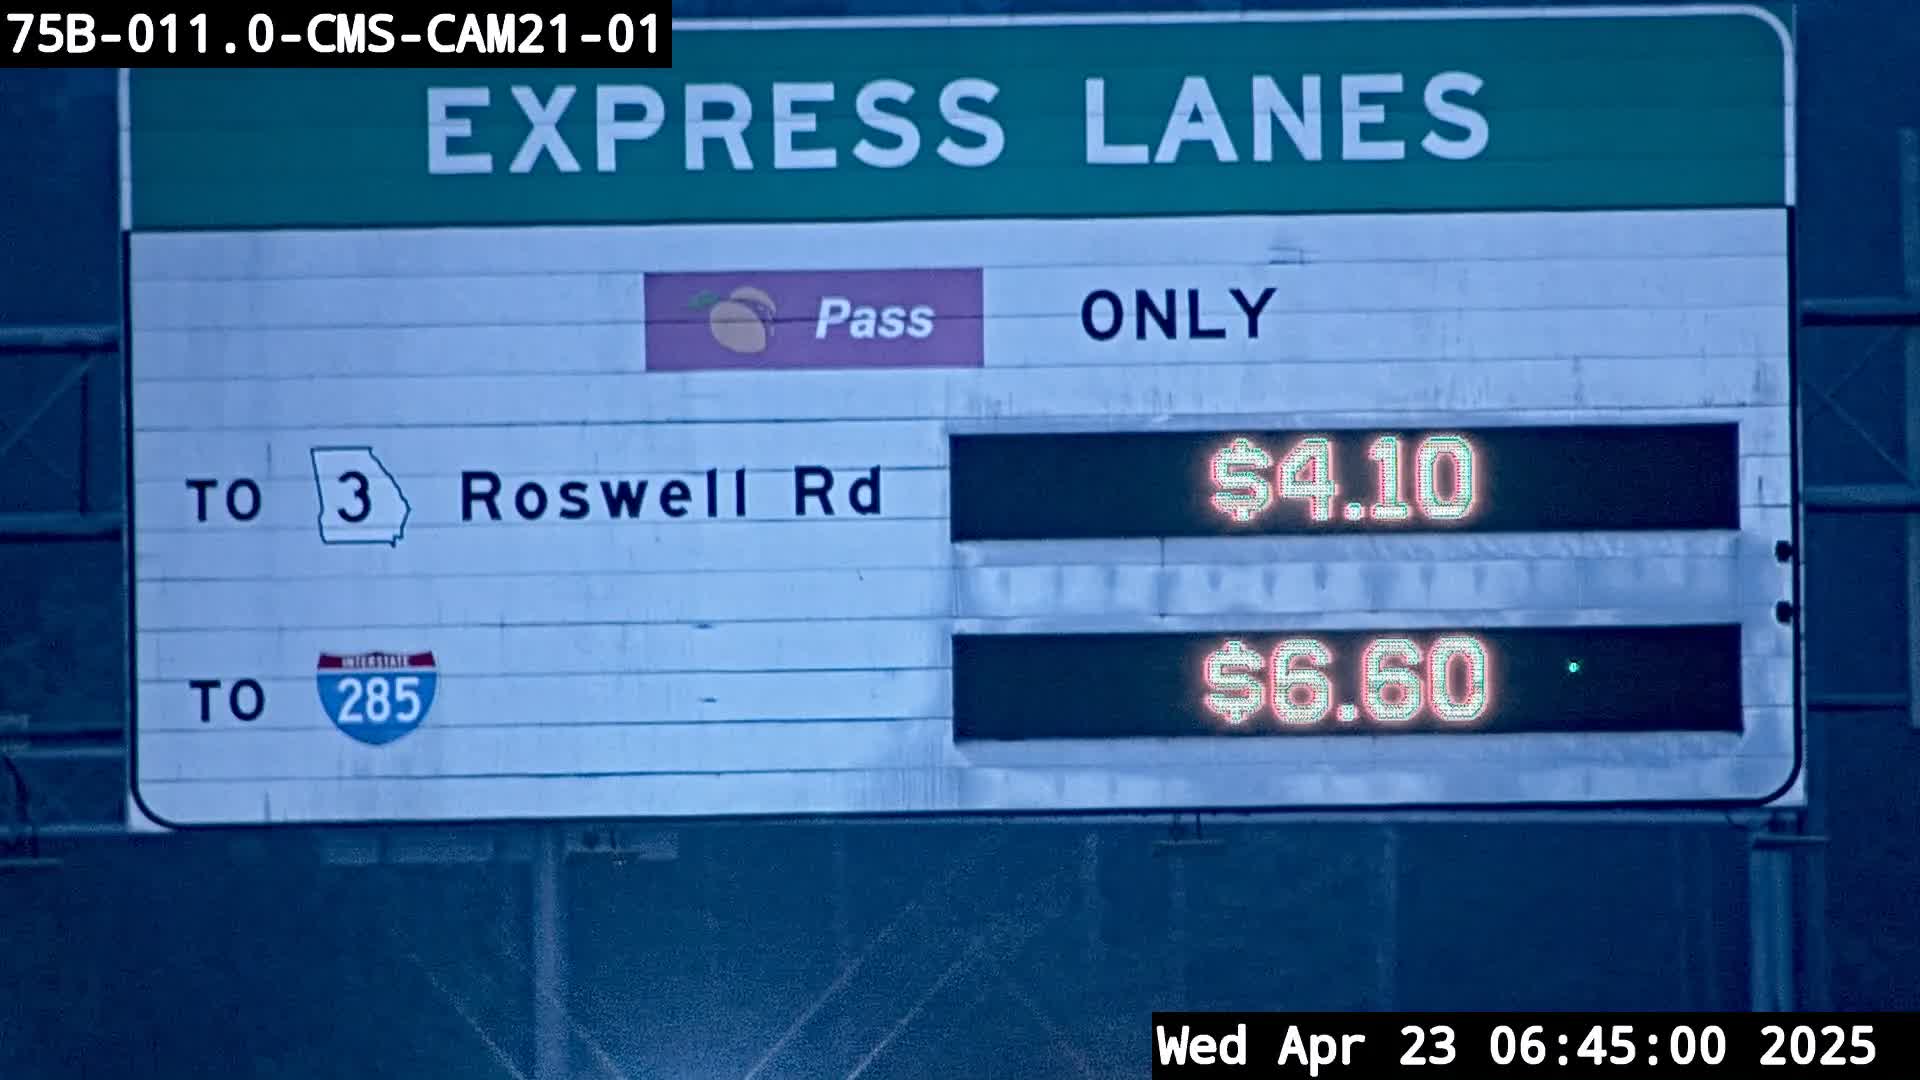 75B-011.0-CMS-CAM21-01
EXPRESS LANES
Pass ONLY
TO 3 Roswell Rd $4.10
TO INTERSTATE 285 $6.60
Wed Apr 23 06:45:00 2025